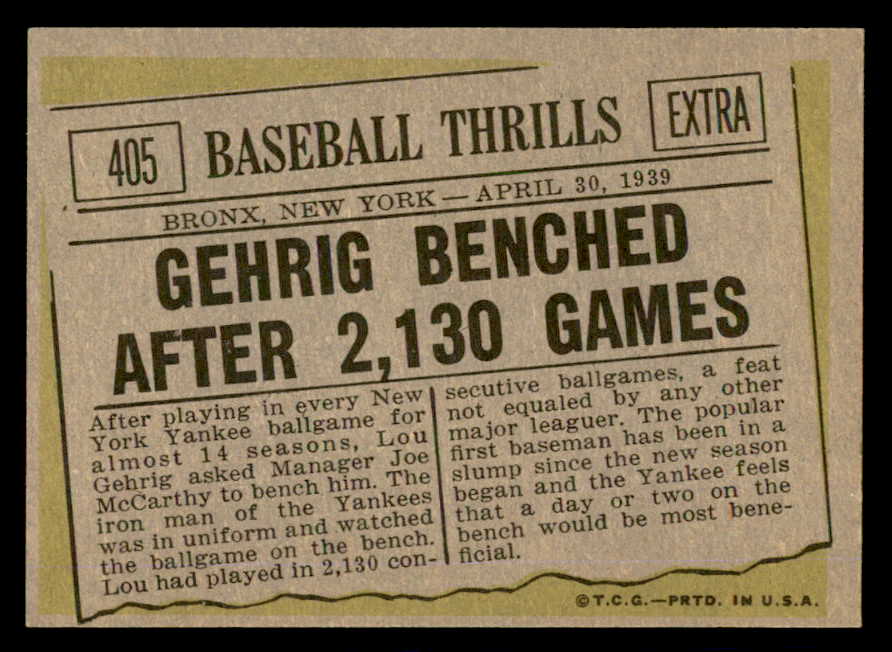 405
BASEBALL THRILLS
EXTRA
BRONX, NEW YORK — APRIL 30, 1939
GEHRIG BENCHED
AFTER 2,130 GAMES
After playing in every New
York Yankee ballgame for
almost 14 seasons, Lou
Gehrig asked Manager Joe
McCarthy to bench him. The
iron man of the Yankees
was in uniform and watched
the ballgame on the bench.
Lou had played in 2,130 con-
secutive ballgames, a feat
not equaled by any other
major leaguer. The popular
first baseman has been in a
slump since the new season
began and the Yankee feels
that a day or two on the
bench would be most bene-
ficial.
©T.C.G.—PRTD. IN U.S.A.